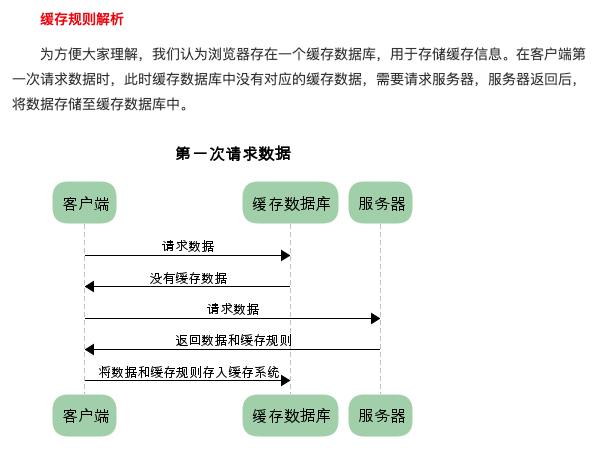 缓存规则解析
为方便大家理解，我们认为浏览器存在一个缓存数据库，用于存储缓存信息。在客户端第
一次请求数据时，此时缓存数据库中没有对应的缓存数据，需要请求服务器，服务器返回后，
将数据存储至缓存数据库中。
第一次请求数据
客户端 缓存数据库 服务器
请求数据
没有缓存数据
请求数据
返回数据和缓存规则
将数据和缓存规则存入缓存系统
客户端 缓存数据库 服务器